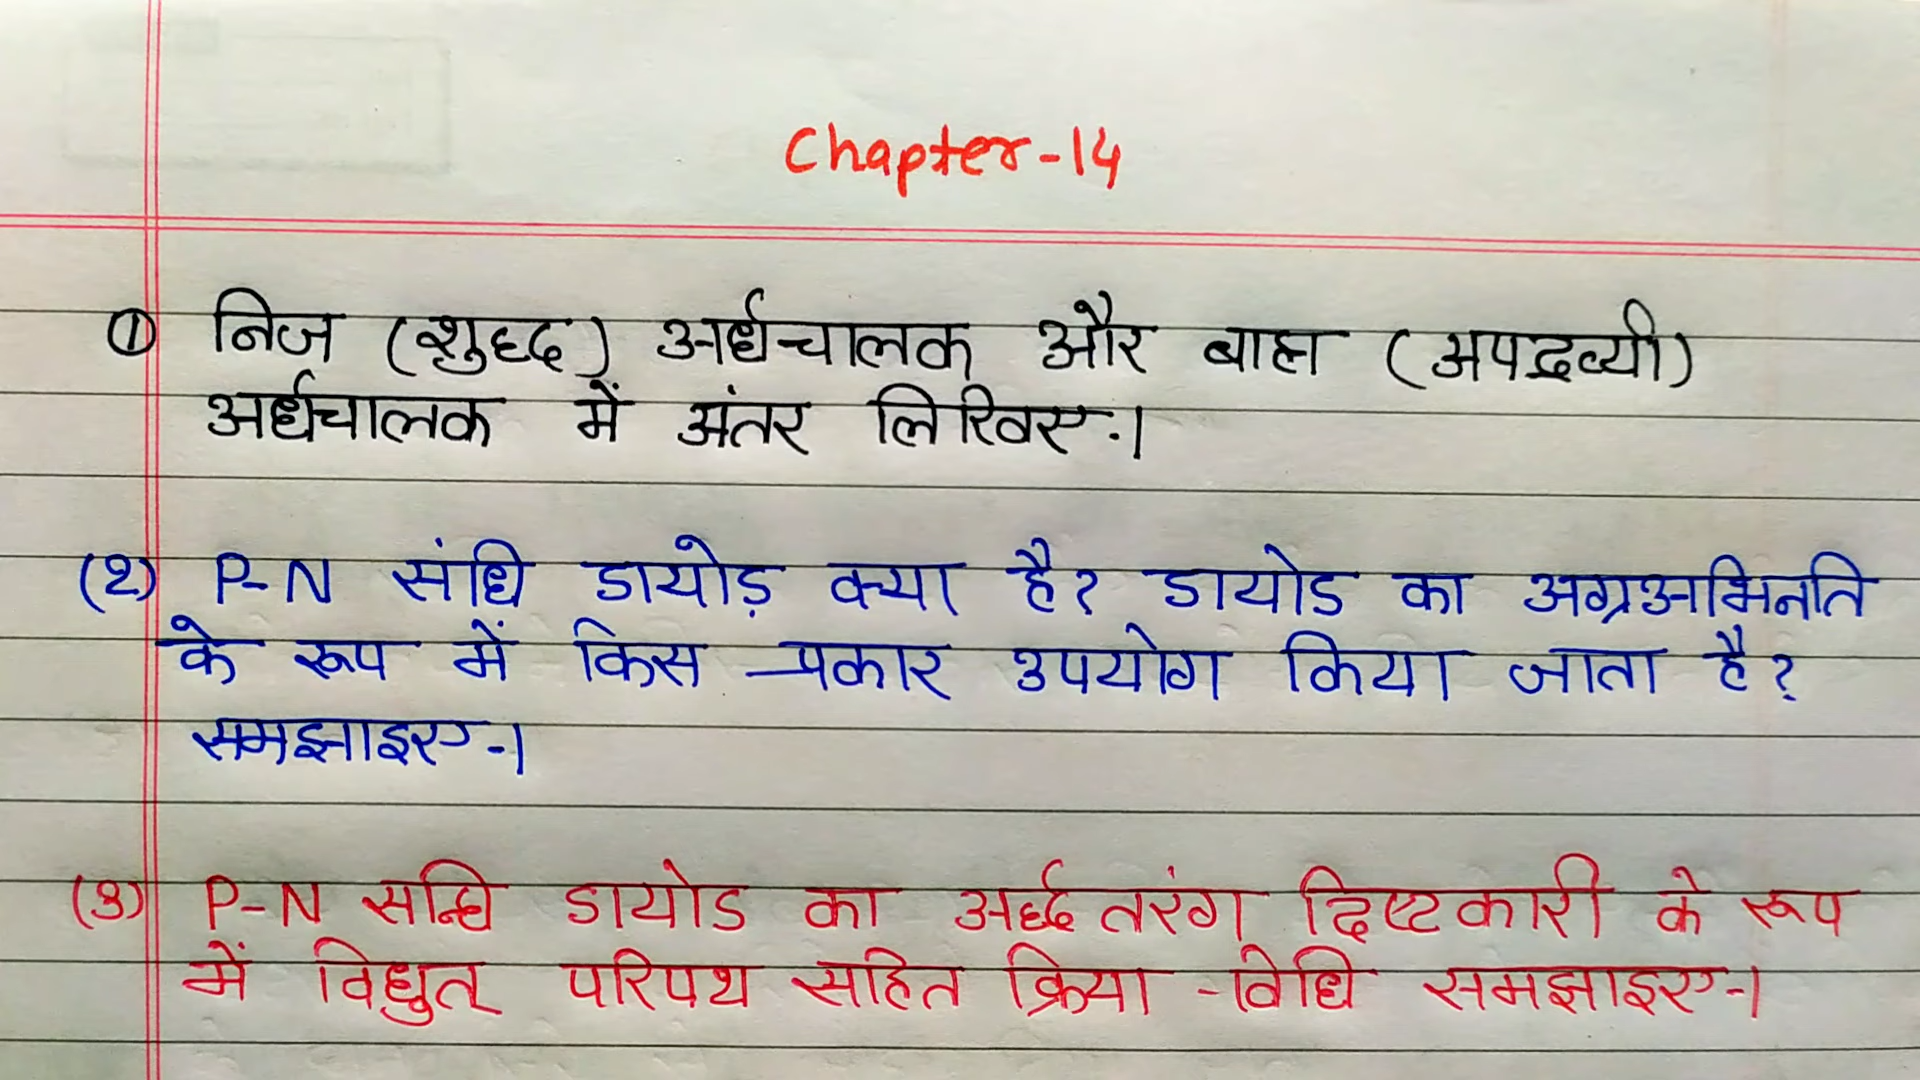 Chapter-14
① निज (शुध्द) अर्धचालक और बाह्य (अपद्रव्यी)
अर्धचालक में अंतर लिखिए-।
(2) P-N संधि डायोड़ क्या है? डायोड का अग्रअभिनति
के रूप में किस प्रकार उपयोग किया जाता है?
समझाइए-।
(3) P-N सन्धि डायोड का अर्ध्द तरंग दिष्टकारी के रूप
में विधुत् परिपथ सहित क्रिया-विधि समझाइए-।